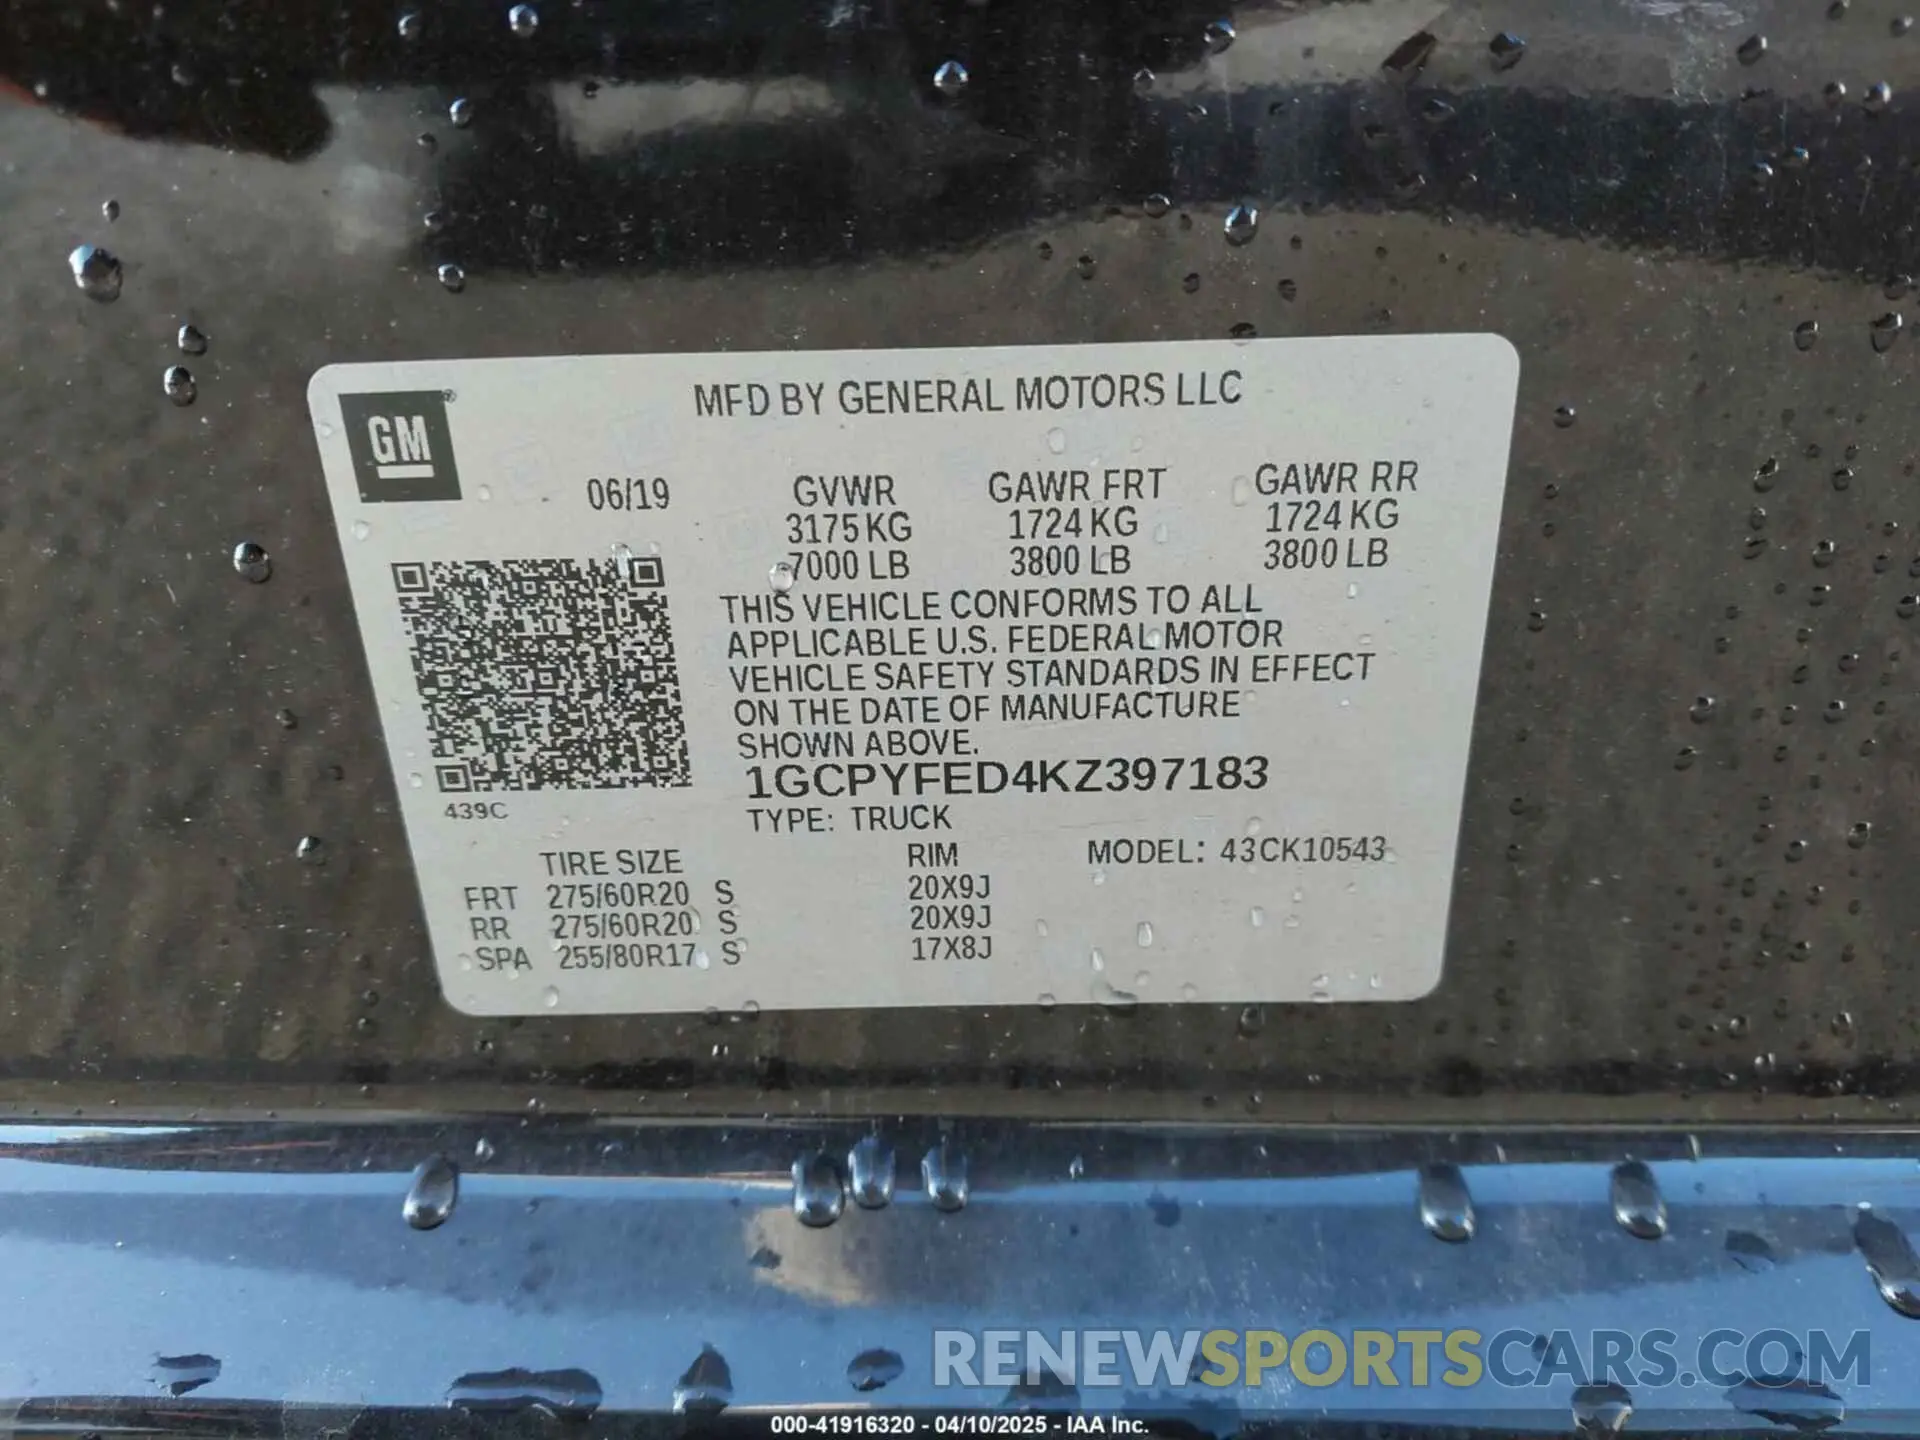 GM®
MFD BY GENERAL MOTORS LLC
06/19 GVWR GAWR FRT GAWR RR
3175 KG 1724 KG 1724 KG
7000 LB 3800 LB 3800 LB
THIS VEHICLE CONFORMS TO ALL
APPLICABLE U.S. FEDERAL MOTOR
VEHICLE SAFETY STANDARDS IN EFFECT
ON THE DATE OF MANUFACTURE
SHOWN ABOVE.
1GCPYFED4KZ397183
439C
TYPE: TRUCK
TIRE SIZE RIM MODEL: 43CK10543
FRT 275/60R20 S 20X9J
RR 275/60R20 S 20X9J
SPA 255/80R17 S 17X8J
RENEWSPORTSCARS.COM
000-41916320 - 04/10/2025 - IAA Inc.